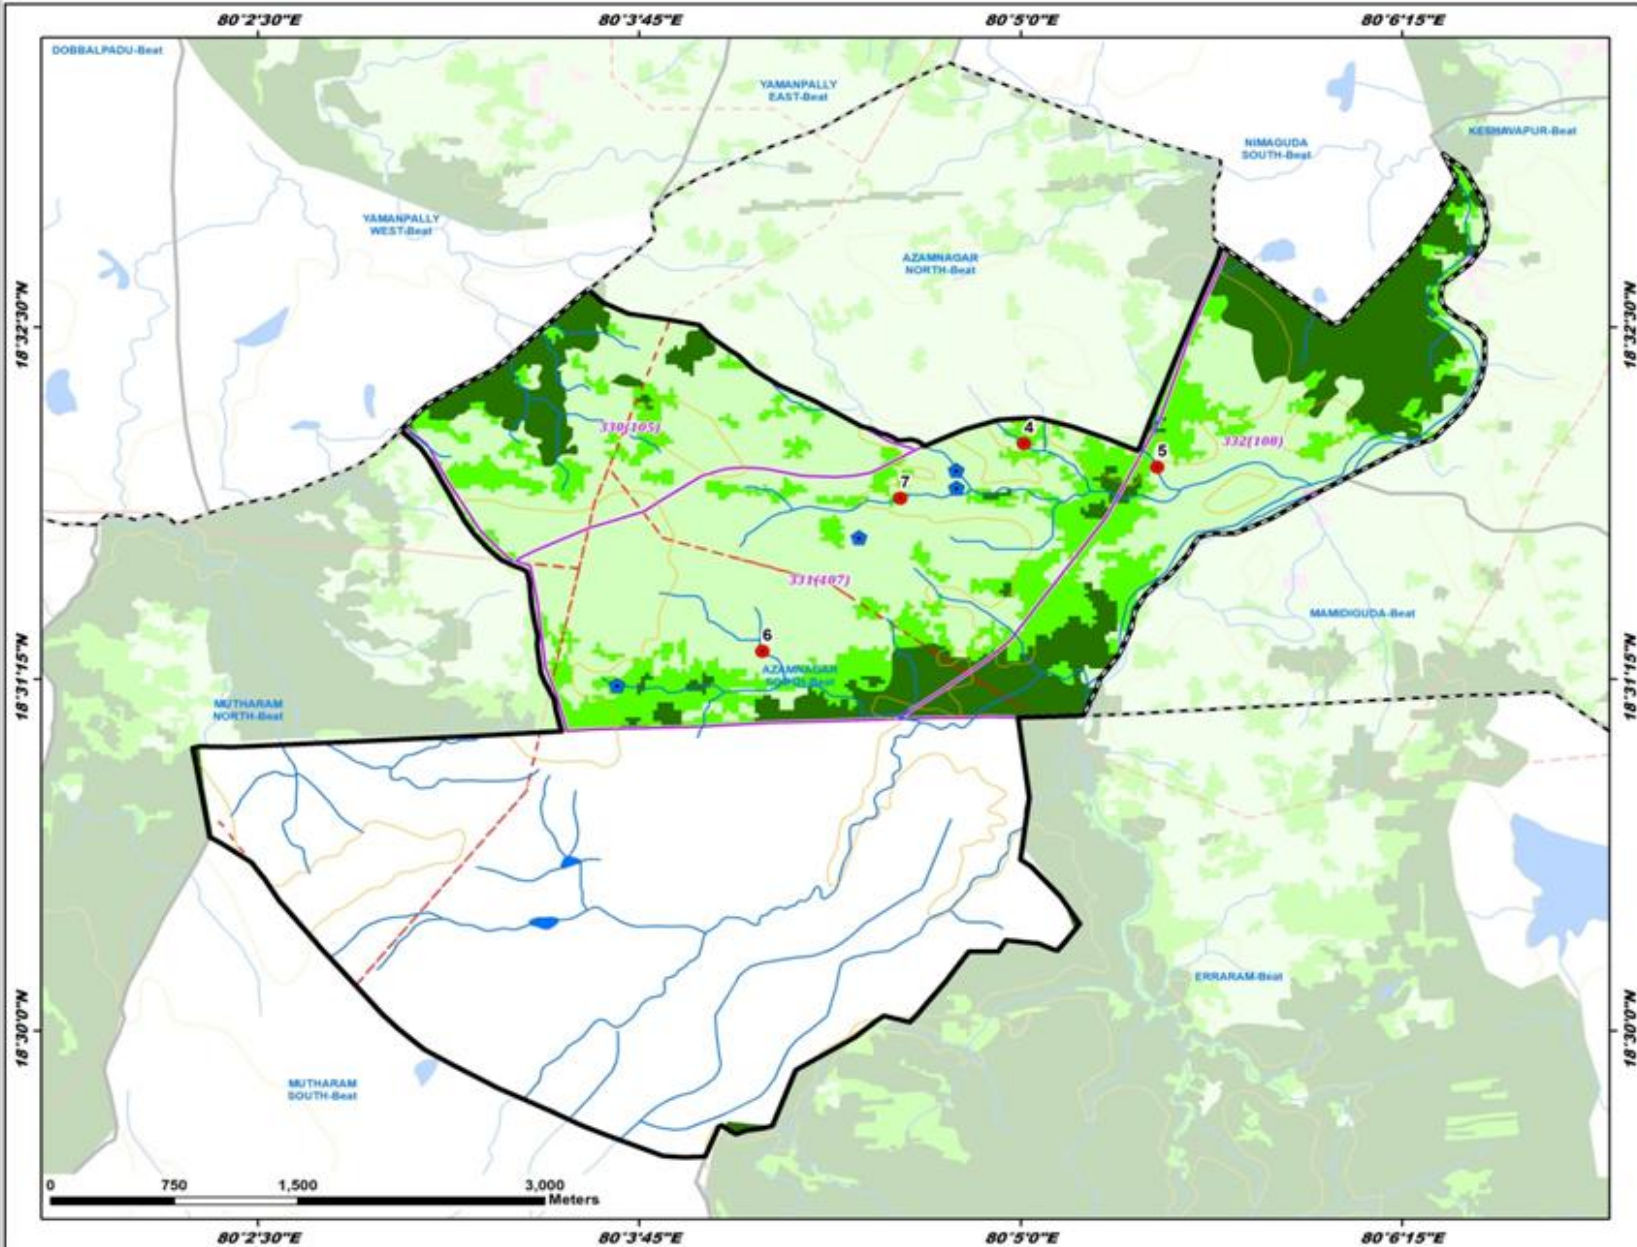 80°2'30"E 80°3'45"E 80°5'0"E 80°6'15"E
DOBBALPADU-Beat
YAMANPALLY
EAST-Beat
KESHAVAPUR-Beat
NIMAGUDA
SOUTH-Beat
YAMANPALLY
WEST-Beat
AZAMNAGAR
NORTH-Beat
18°32'30"N
18°32'30"N
330(105)
4
332(108)
5
7
331(107)
MAMIDIGUDA-Beat
6
AZAMNAGAR
SOUTH-Beat
18°31'15"N
18°31'15"N
MUTHARAM
NORTH-Beat
ERRARAM-Beat
18°30'0"N
18°30'0"N
MUTHARAM
SOUTH-Beat
0 750 1,500 3,000
Meters
80°2'30"E 80°3'45"E 80°5'0"E 80°6'15"E